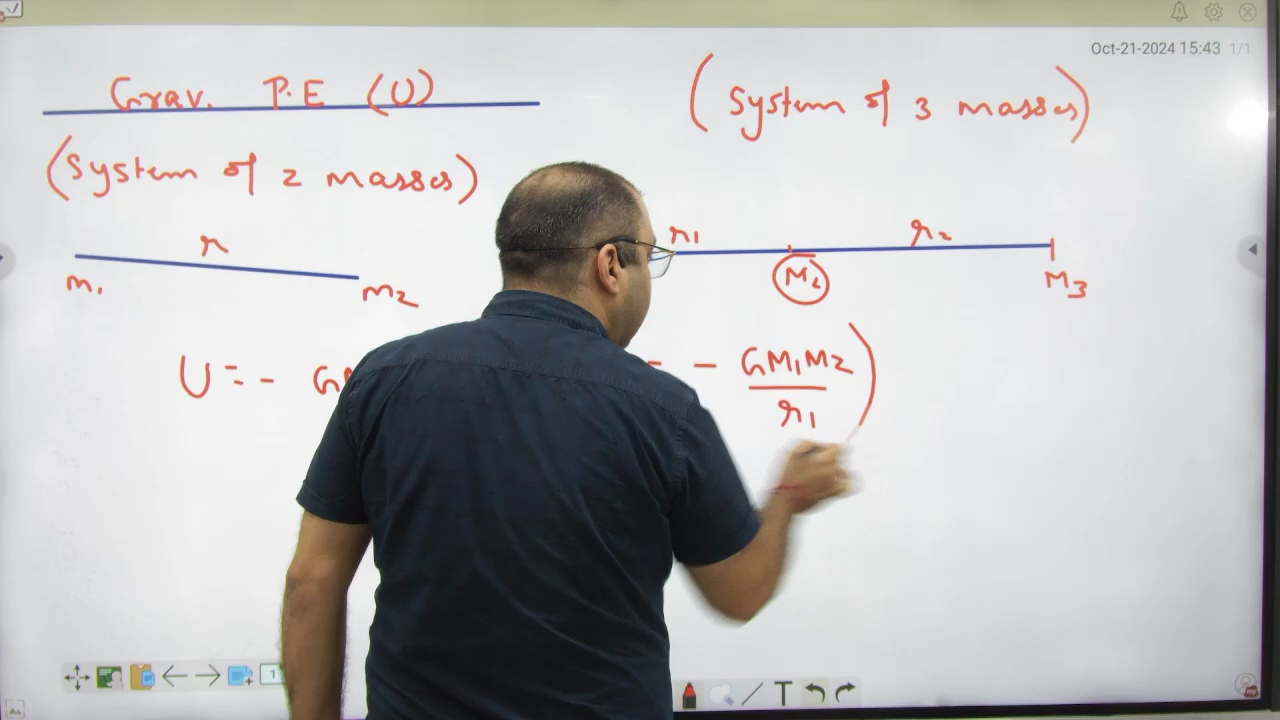 Oct-21-2024 15:43 1/1
Grav. P.E (U)
(System of 2 masses)
r
m1 m2
U = -
(System of 3 masses)
r1 r2
M2 M3
- GM1M2
r1
)
1
T